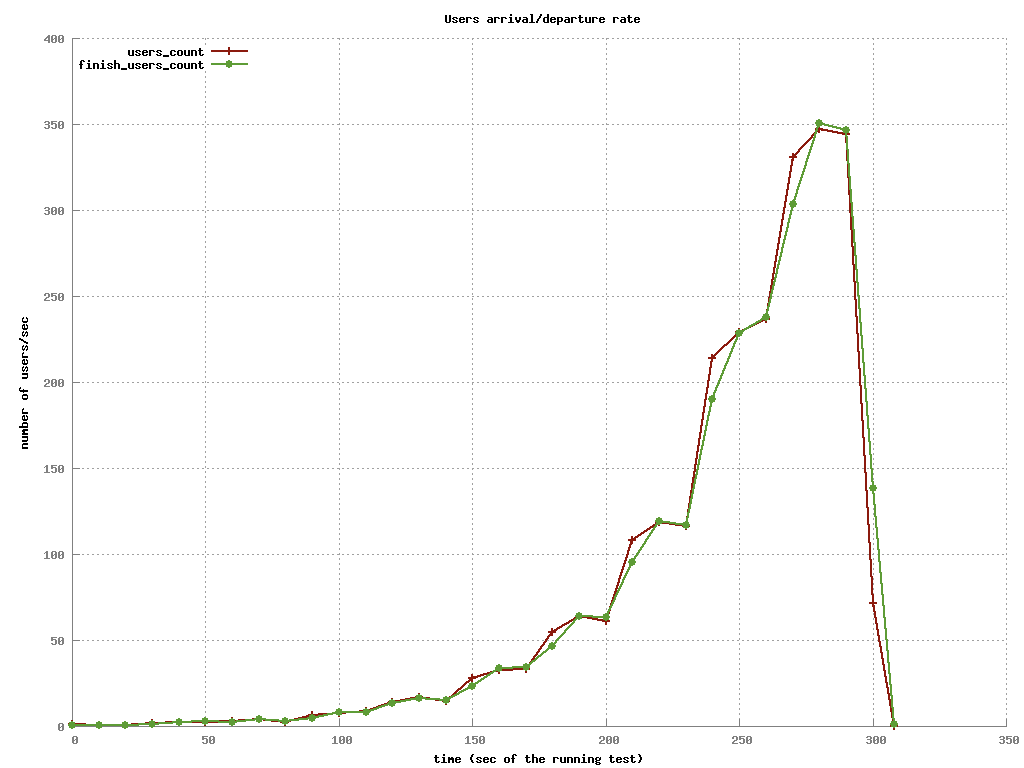 Users arrival/departure rate
400
users_count
finish_users_count
350
300
250
200
150
100
50
0
number of users/sec
0 50 100 150 200 250 300 350
time (sec of the running test)